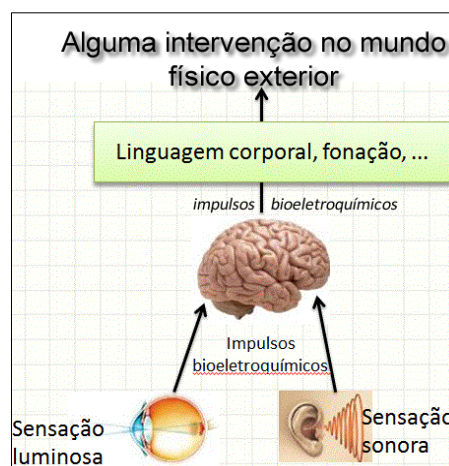 Alguma intervenção no mundo
físico exterior
Linguagem corporal, fonação, ...
impulsos bioeletroquímicos
Impulsos
bioeletroquímicos
Sensação
luminosa
Sensação
sonora